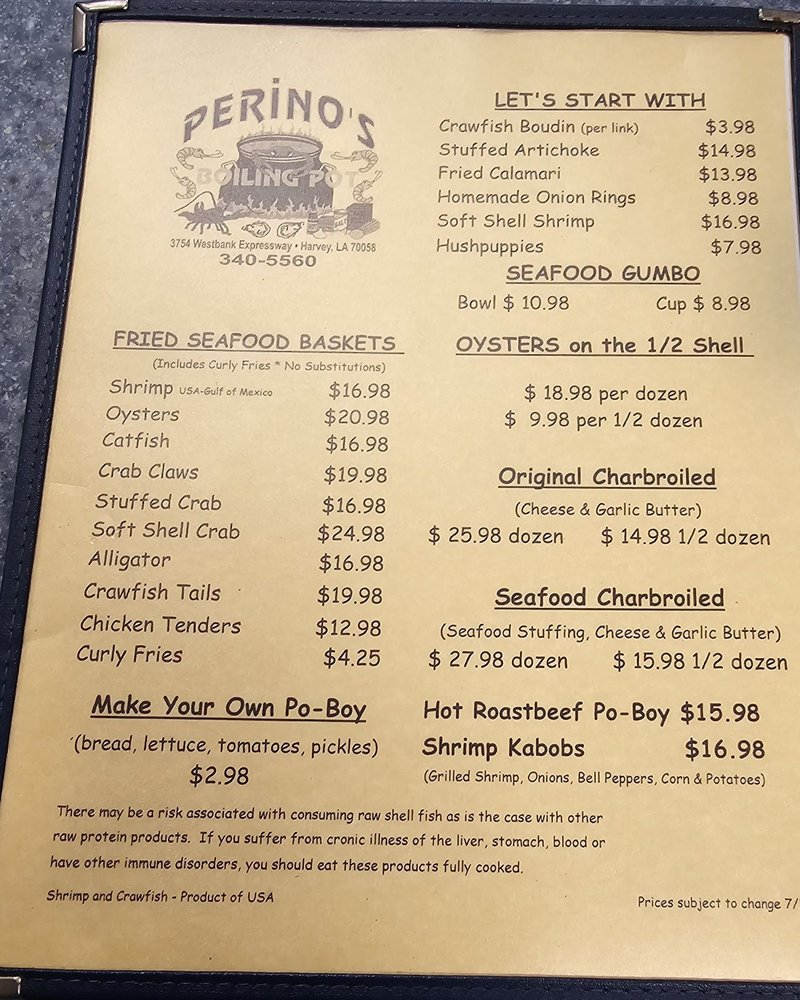 PERINO'S
BOILING POT
3754 Westbank Expressway • Harvey, LA 70058
340-5560
LET'S START WITH
Crawfish Boudin (per link) $3.98
Stuffed Artichoke $14.98
Fried Calamari $13.98
Homemade Onion Rings $8.98
Soft Shell Shrimp $16.98
Hushpuppies $7.98
SEAFOOD GUMBO
Bowl $ 10.98 Cup $ 8.98
FRIED SEAFOOD BASKETS
(Includes Curly Fries * No Substitutions)
Shrimp USA-Gulf of Mexico $16.98
Oysters $20.98
Catfish $16.98
Crab Claws $19.98
Stuffed Crab $16.98
Soft Shell Crab $24.98
Alligator $16.98
Crawfish Tails $19.98
Chicken Tenders $12.98
Curly Fries $4.25
OYSTERS on the 1/2 Shell
$ 18.98 per dozen
$ 9.98 per 1/2 dozen
Original Charbroiled
(Cheese & Garlic Butter)
$ 25.98 dozen $ 14.98 1/2 dozen
Seafood Charbroiled
(Seafood Stuffing, Cheese & Garlic Butter)
$ 27.98 dozen $ 15.98 1/2 dozen
Make Your Own Po-Boy
(bread, lettuce, tomatoes, pickles)
$2.98
Hot Roastbeef Po-Boy $15.98
Shrimp Kabobs $16.98
(Grilled Shrimp, Onions, Bell Peppers, Corn & Potatoes)
There may be a risk associated with consuming raw shell fish as is the case with other
raw protein products. If you suffer from cronic illness of the liver, stomach, blood or
have other immune disorders, you should eat these products fully cooked.
Shrimp and Crawfish - Product of USA
Prices subject to change 7/